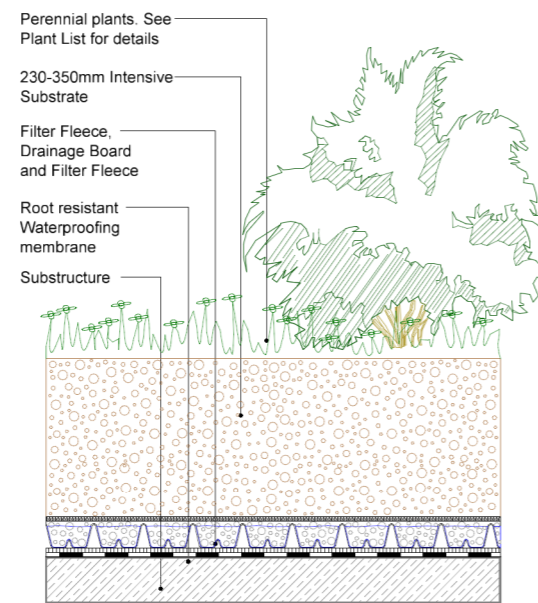 Perennial plants. See
Plant List for details
230-350mm Intensive
Substrate
Filter Fleece,
Drainage Board
and Filter Fleece
Root resistant
Waterproofing
membrane
Substructure